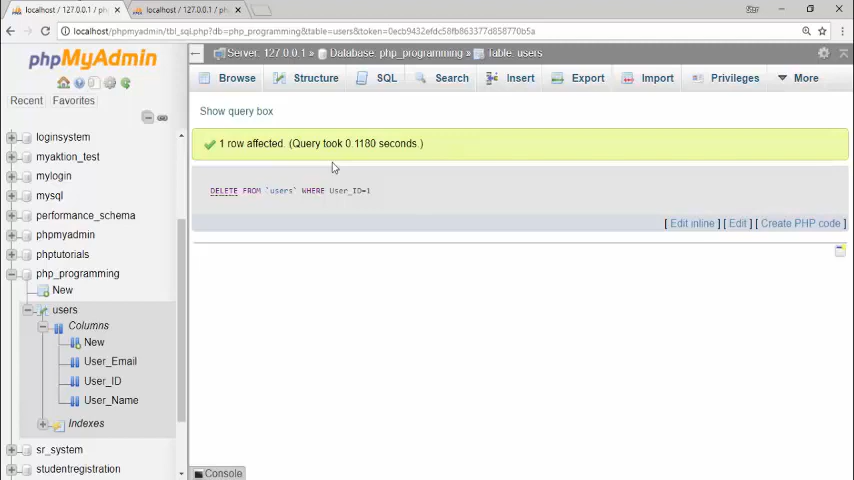 localhost / 127.0.0.1 / p
localhost / 127.0.0.1 / p
localhost/phpmyadmin/tbl_sql.php?db=php_programming&table=users&token=0ecb9432efdc58fb863377d858770b5a
phpMyAdmin
Recent Favorites
loginsystem
myaktion_test
mylogin
mysql
performance_schema
phpmyadmin
phptutorials
php_programming
New
users
Columns
New
User_Email
User_ID
User_Name
Indexes
sr_system
studentregistration
Server: 127.0.0.1 » Database: php_programming » Table: users
Browse Structure SQL Search Insert Export Import Privileges More
Show query box
1 row affected. (Query took 0.1180 seconds.)
DELETE FROM `users` WHERE User_ID=1
[ Edit inline ] [ Edit ] [ Create PHP code ]
Console